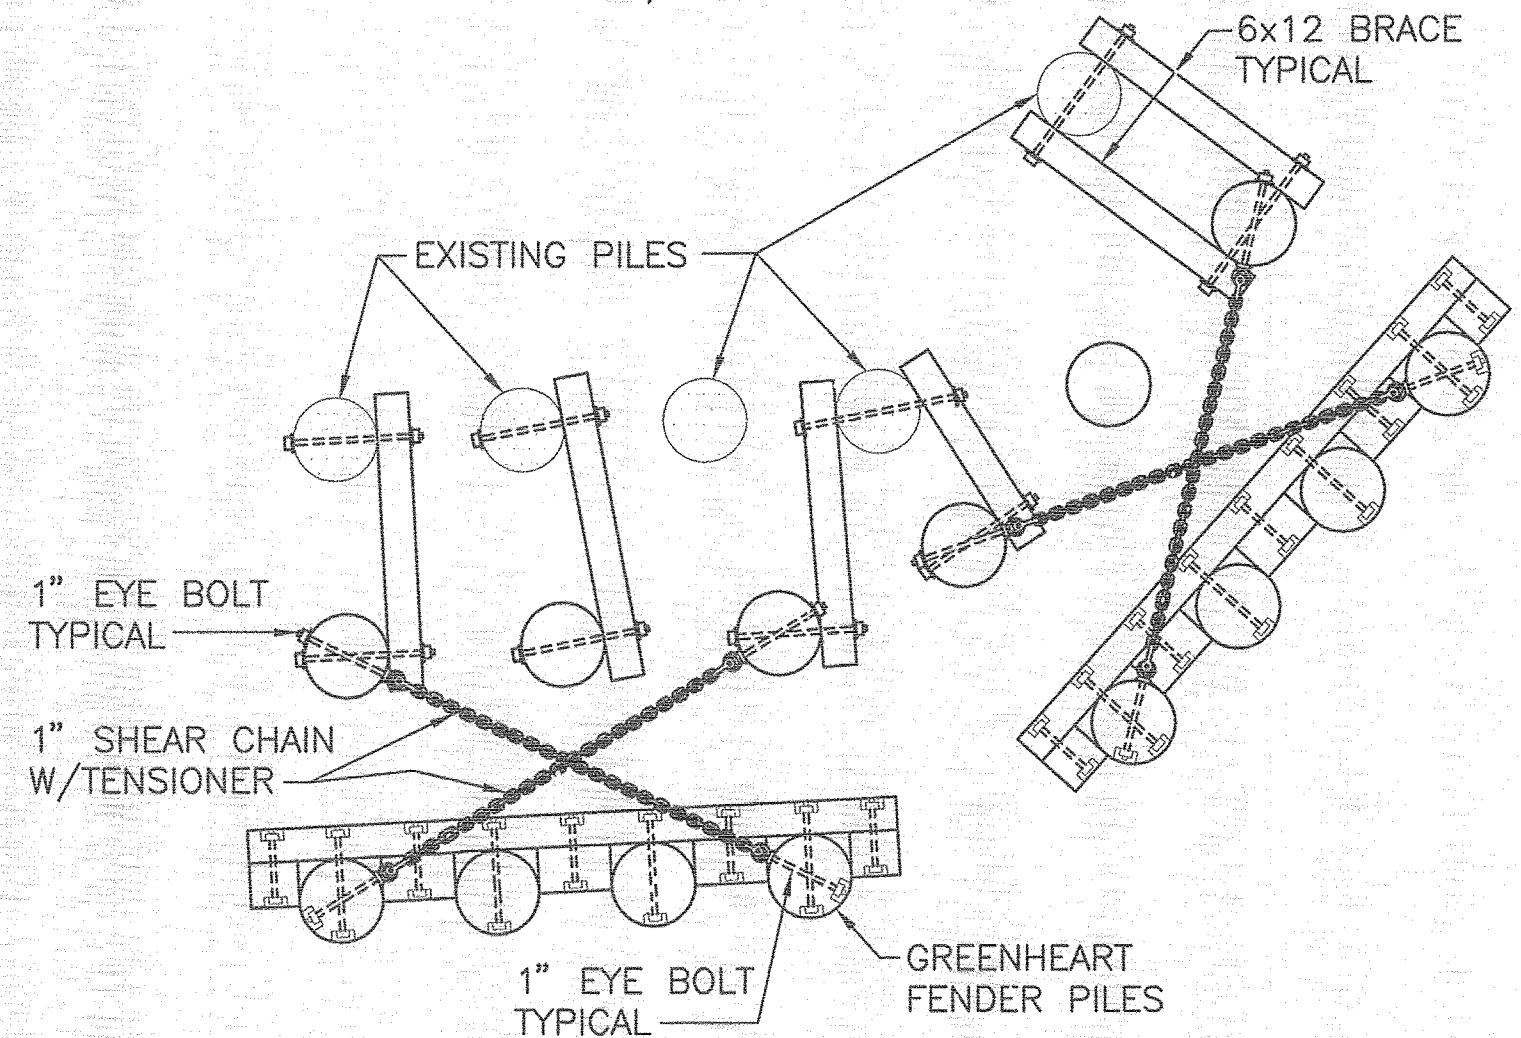 6x12 BRACE
TYPICAL
EXISTING PILES
1" EYE BOLT
TYPICAL
1" SHEAR CHAIN
W/TENSIONER
GREENHEART
FENDER PILES
1" EYE BOLT
TYPICAL